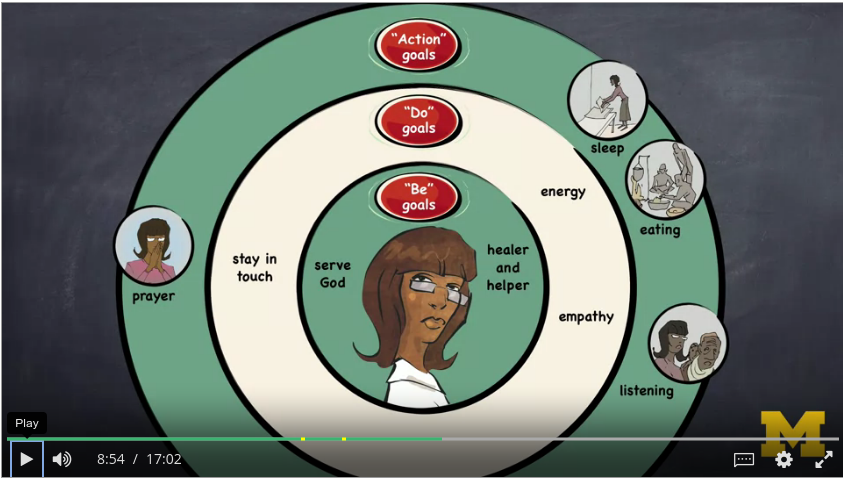 “Action”
goals
“Do”
goals
“Be”
goals
sleep
eating
energy
stay in
touch
serve
God
healer
and
helper
prayer
empathy
listening
M
Play
8:54 / 17:02